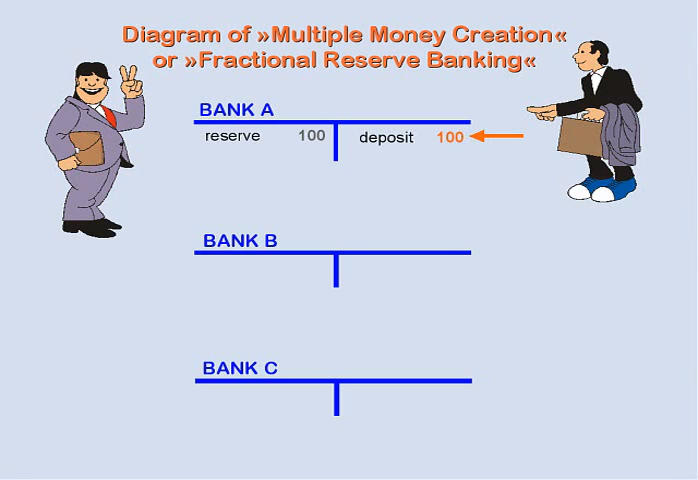 Diagram of »Multiple Money Creation«
or »Fractional Reserve Banking«
BANK A
reserve 100 deposit 100
BANK B
BANK C